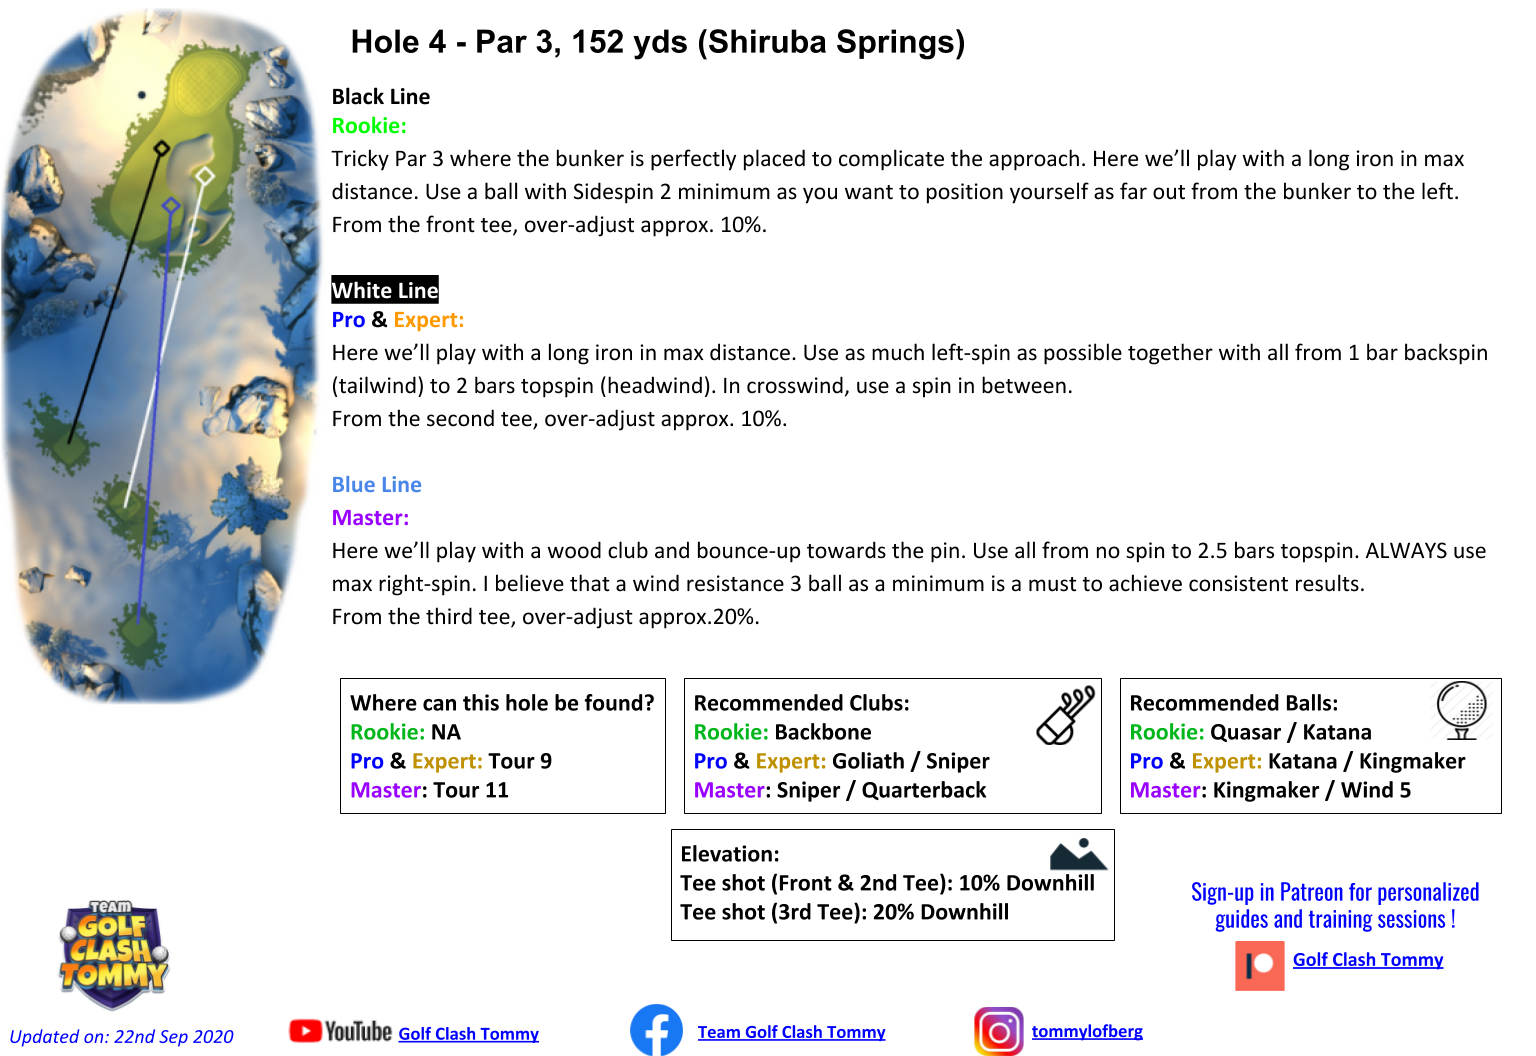 Hole 4 - Par 3, 152 yds (Shiruba Springs)
Black Line
Rookie:
Tricky Par 3 where the bunker is perfectly placed to complicate the approach. Here we’ll play with a long iron in max
distance. Use a ball with Sidespin 2 minimum as you want to position yourself as far out from the bunker to the left.
From the front tee, over-adjust approx. 10%.
White Line
Pro & Expert:
Here we’ll play with a long iron in max distance. Use as much left-spin as possible together with all from 1 bar backspin
(tailwind) to 2 bars topspin (headwind). In crosswind, use a spin in between.
From the second tee, over-adjust approx. 10%.
Blue Line
Master:
Here we’ll play with a wood club and bounce-up towards the pin. Use all from no spin to 2.5 bars topspin. ALWAYS use
max right-spin. I believe that a wind resistance 3 ball as a minimum is a must to achieve consistent results.
From the third tee, over-adjust approx.20%.
Where can this hole be found?
Rookie: NA
Pro & Expert: Tour 9
Master: Tour 11
Recommended Clubs:
Rookie: Backbone
Pro & Expert: Goliath / Sniper
Master: Sniper / Quarterback
Recommended Balls:
Rookie: Quasar / Katana
Pro & Expert: Katana / Kingmaker
Master: Kingmaker / Wind 5
Elevation:
Tee shot (Front & 2nd Tee): 10% Downhill
Tee shot (3rd Tee): 20% Downhill
Sign-up in Patreon for personalized
guides and training sessions !
Golf Clash Tommy
TEAM
GOLF
CLASH
TOMMY
Updated on: 22nd Sep 2020
YouTube Golf Clash Tommy
Team Golf Clash Tommy
tommylofberg